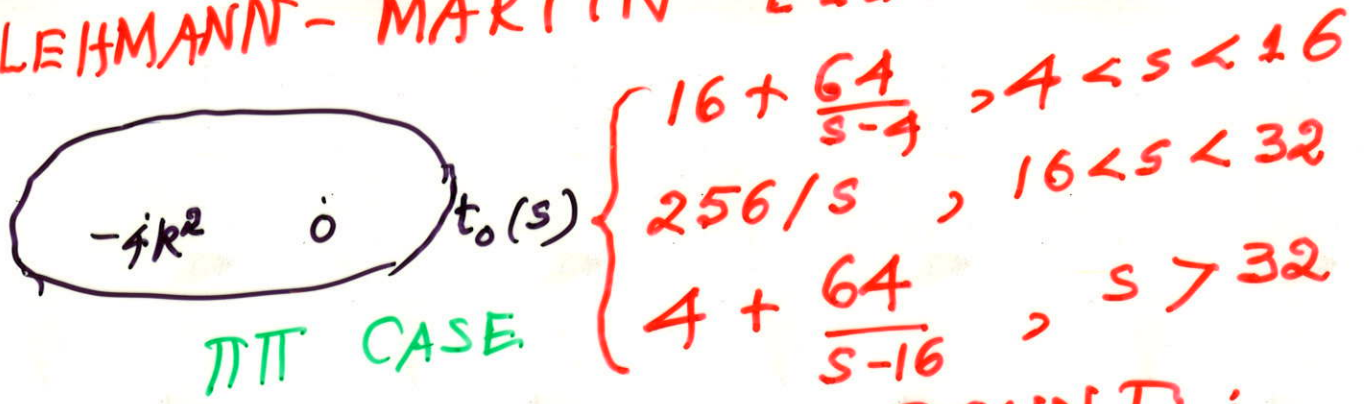 LEHMANN - MARTIN
16 + 64/(s-4) , 4 < s < 16
256/s , 16 < s < 32
4 + 64/(s-16) , s > 32
-4k² 0 t₀(s) {
ππ CASE